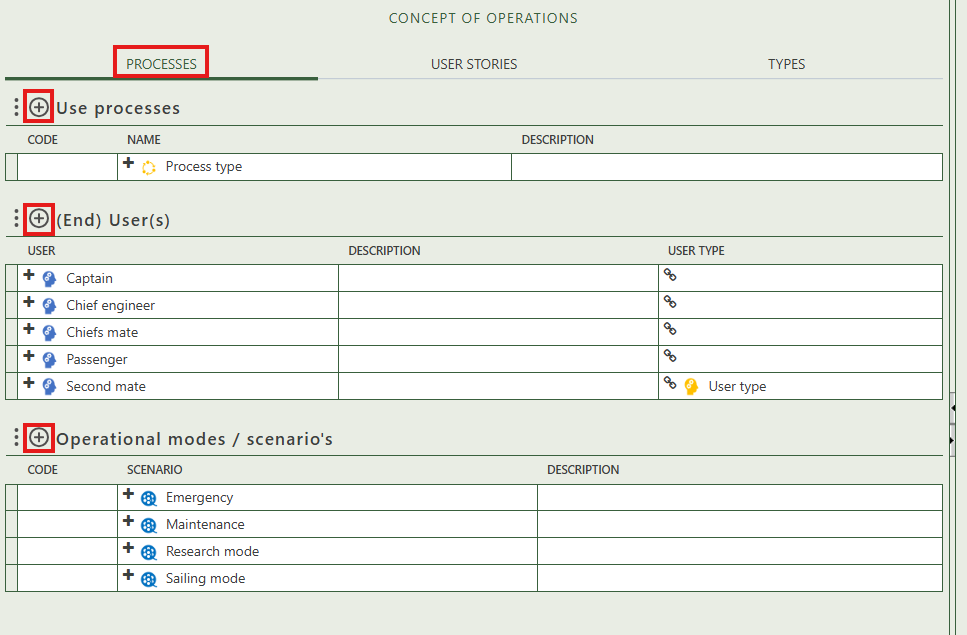 CONCEPT OF OPERATIONS
PROCESSES USER STORIES TYPES
Use processes
CODE NAME DESCRIPTION
Process type
(End) User(s)
USER DESCRIPTION USER TYPE
Captain
Chief engineer
Chiefs mate
Passenger
Second mate User type
Operational modes / scenario's
CODE SCENARIO DESCRIPTION
Emergency
Maintenance
Research mode
Sailing mode